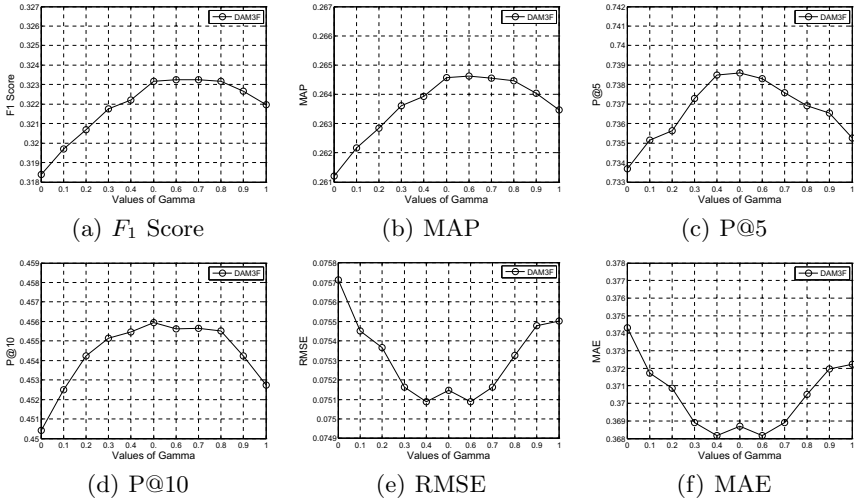 0.327
0.326
0.325
0.324
0.323
0.322
0.321
0.32
0.319
0.318
F1 Score
DAM3F
0 0.1 0.2 0.3 0.4 0.5 0.6 0.7 0.8 0.9 1
Values of Gamma
(a) F1 Score
0.267
0.266
0.265
0.264
0.263
0.262
0.261
MAP
DAM3F
0 0.1 0.2 0.3 0.4 0.5 0.6 0.7 0.8 0.9 1
Values of Gamma
(b) MAP
0.742
0.741
0.74
0.739
0.738
0.737
0.736
0.735
0.734
0.733
P@5
DAM3F
0 0.1 0.2 0.3 0.4 0.5 0.6 0.7 0.8 0.9 1
Values of Gamma
(c) P@5
0.459
0.458
0.457
0.456
0.455
0.454
0.453
0.452
0.451
0.45
P@10
DAM3F
0 0.1 0.2 0.3 0.4 0.5 0.6 0.7 0.8 0.9 1
Values of Gamma
(d) P@10
0.0758
0.0757
0.0756
0.0755
0.0754
0.0753
0.0752
0.0751
0.075
0.0749
RMSE
DAM3F
0 0.1 0.2 0.3 0.4 0.5 0.6 0.7 0.8 0.9 1
Values of Gamma
(e) RMSE
0.378
0.377
0.376
0.375
0.374
0.373
0.372
0.371
0.37
0.369
0.368
MAE
DAM3F
0 0.1 0.2 0.3 0.4 0.5 0.6 0.7 0.8 0.9 1
Values of Gamma
(f) MAE